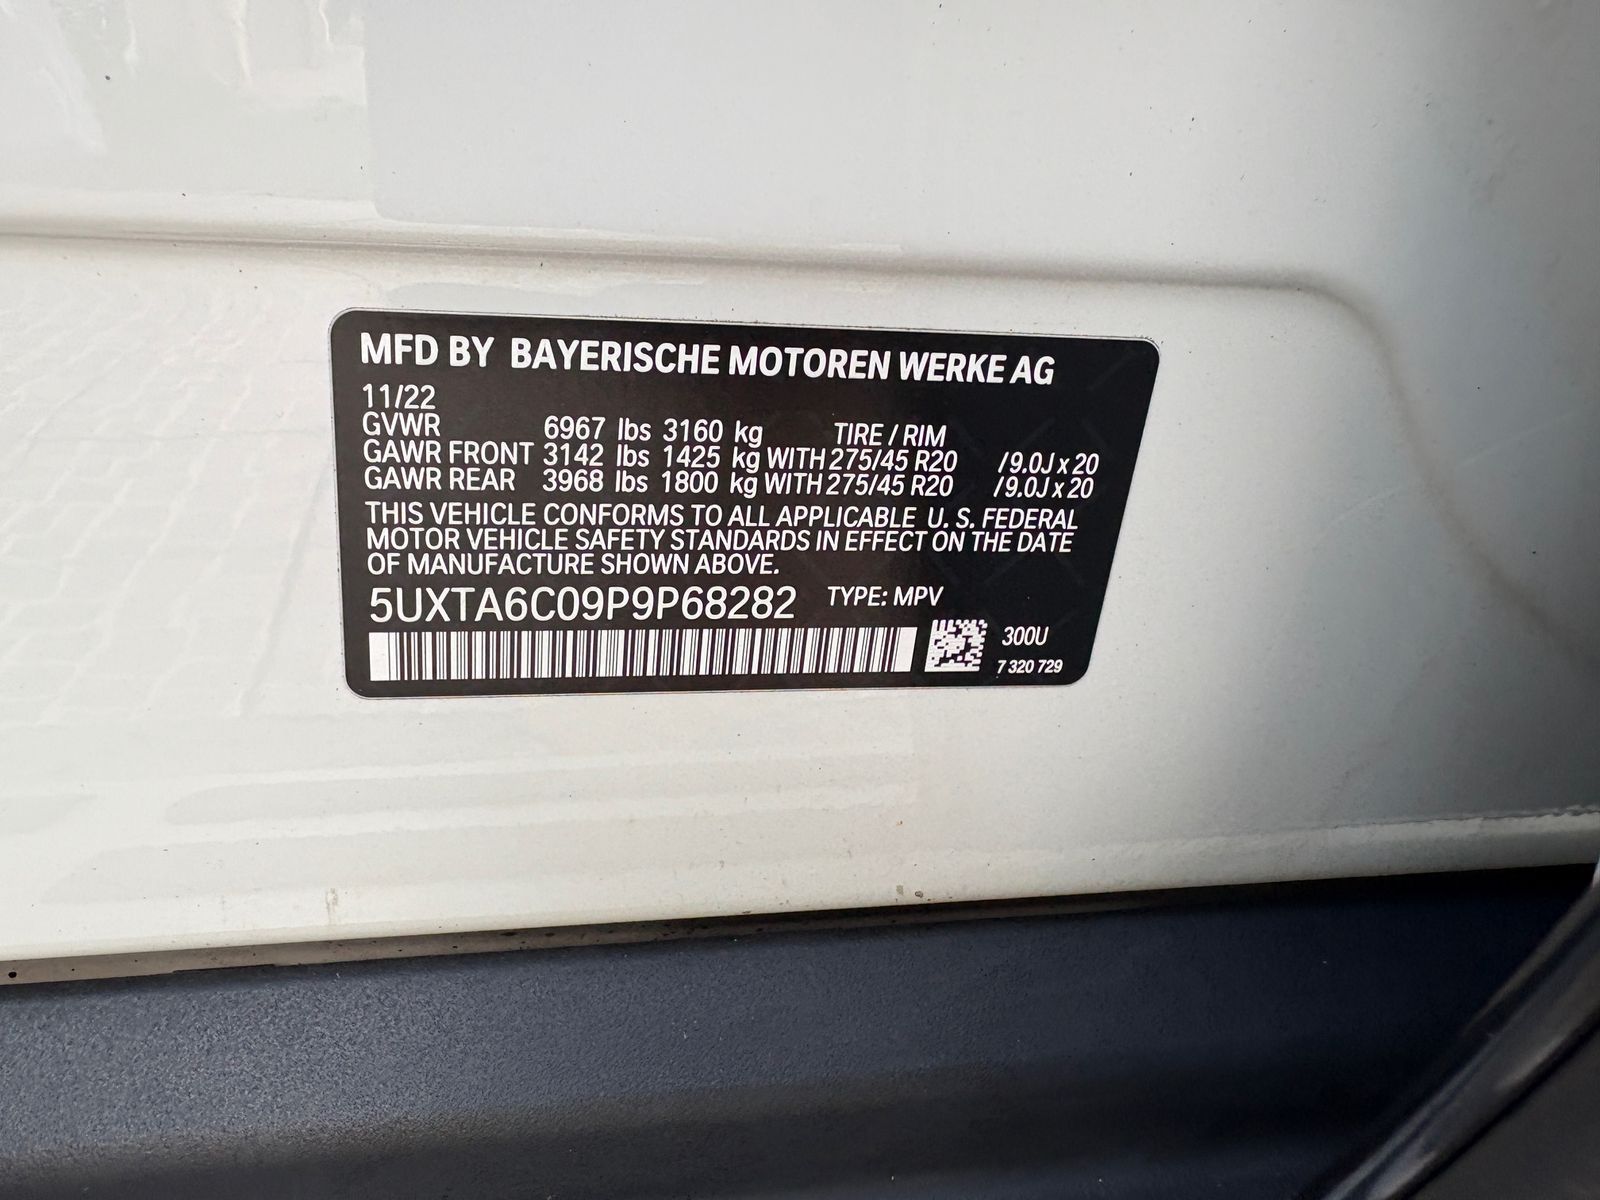 MFD BY BAYERISCHE MOTOREN WERKE AG
11/22
GVWR 6967 lbs 3160 kg TIRE / RIM
GAWR FRONT 3142 lbs 1425 kg WITH 275/45 R20 /9.0J x 20
GAWR REAR 3968 lbs 1800 kg WITH 275/45 R20 /9.0J x 20
THIS VEHICLE CONFORMS TO ALL APPLICABLE U. S. FEDERAL
MOTOR VEHICLE SAFETY STANDARDS IN EFFECT ON THE DATE
OF MANUFACTURE SHOWN ABOVE.
5UXTA6C09P9P68282 TYPE: MPV
300U
7 320 729